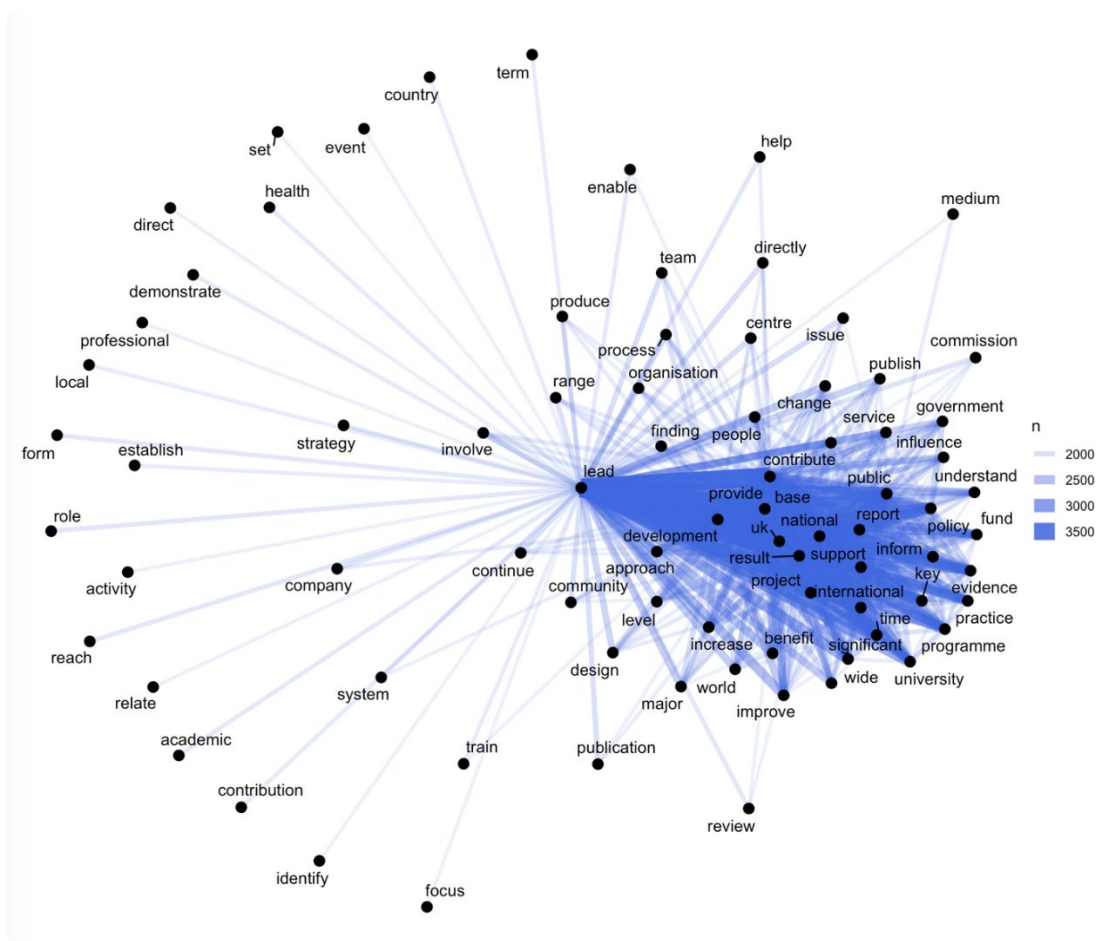 term
country
help
set
event
enable
health
medium
direct
team
directly
demonstrate
produce
centre
professional
process
issue
commission
local
range
organisation
publish
change
service
government
form
establish
strategy
involve
finding
people
influence
lead
contribute
understand
role
provide
base
public
uk
national
report
policy
fund
development
result
support
inform
activity
company
continue
approach
key
evidence
community
project
international
practice
reach
level
time
increase
benefit
significant
programme
relate
system
design
major
world
improve
wide
university
academic
train
publication
contribution
review
identify
focus
n
2000
2500
3000
3500